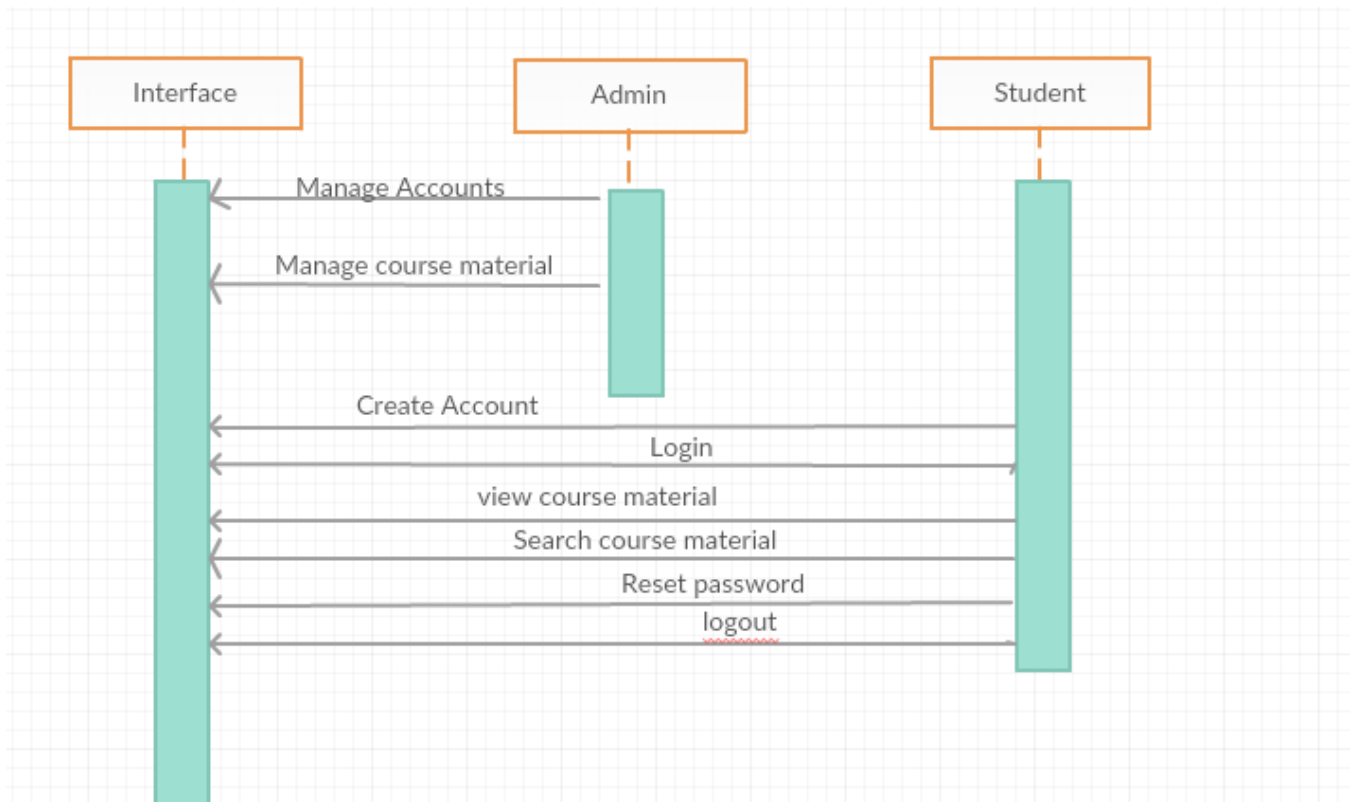 Interface
Admin
Student
Manage Accounts
Manage course material
Create Account
Login
view course material
Search course material
Reset password
logout